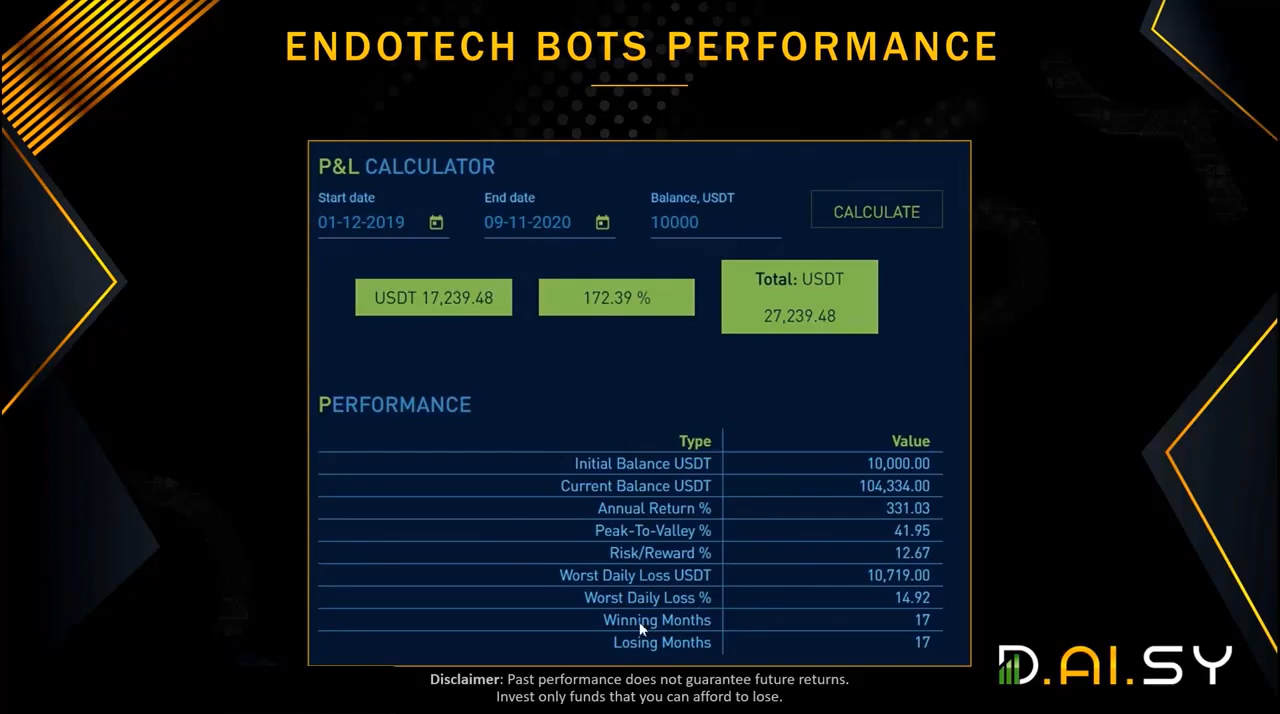 ENDOTECH BOTS PERFORMANCE
P&L CALCULATOR
Start date End date Balance, USDT
01-12-2019 09-11-2020 10000 CALCULATE
USDT 17,239.48 172.39 % Total: USDT
27,239.48
PERFORMANCE
Type Value
Initial Balance USDT 10,000.00
Current Balance USDT 104,334.00
Annual Return % 331.03
Peak-To-Valley % 41.95
Risk/Reward % 12.67
Worst Daily Loss USDT 10,719.00
Worst Daily Loss % 14.92
Winning Months 17
Losing Months 17
Disclaimer: Past performance does not guarantee future returns.
Invest only funds that you can afford to lose.
D.AI.SY